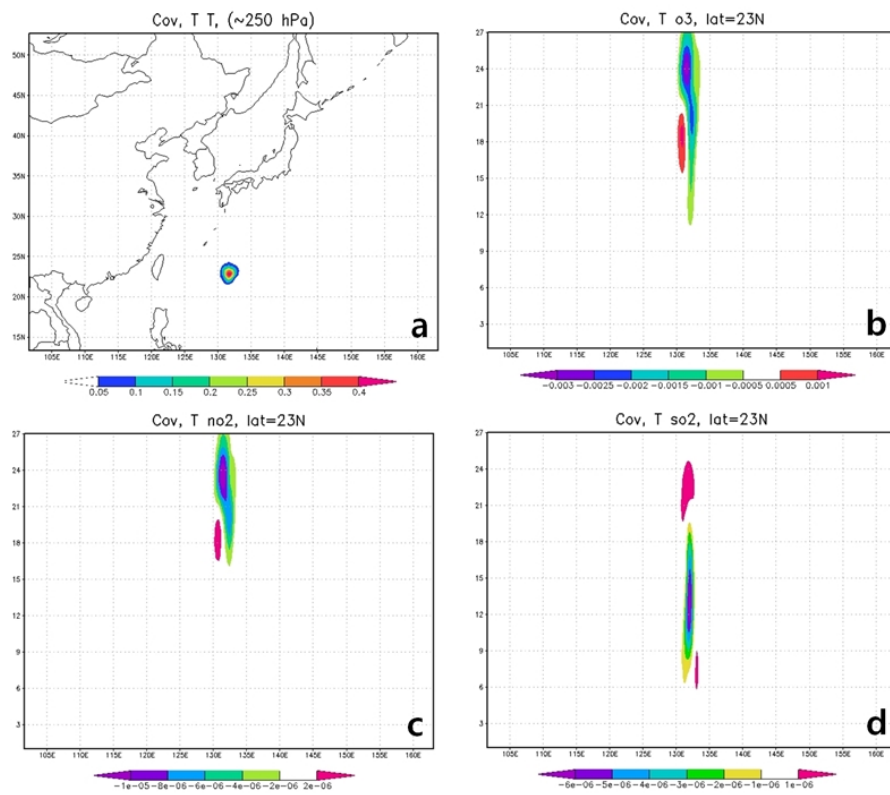 Cov, T T, (~250 hPa)
50N
45N
40N
35N
30N
25N
20N
15N
105E 110E 115E 120E 125E 130E 135E 140E 145E 150E 155E 160E
a
0.05 0.1 0.15 0.2 0.25 0.3 0.35 0.4
Cov, T o3, lat=23N
27
24
21
18
15
12
9
6
3
105E 110E 115E 120E 125E 130E 135E 140E 145E 150E 155E 160E
b
-0.003 -0.0025 -0.002 -0.0015 -0.001 -0.0005 0.0005 0.001
Cov, T no2, lat=23N
27
24
21
18
15
12
9
6
3
105E 110E 115E 120E 125E 130E 135E 140E 145E 150E 155E 160E
c
-1e-05 -8e-06 -6e-06 -4e-06 -2e-06 2e-06
Cov, T so2, lat=23N
27
24
21
18
15
12
9
6
3
105E 110E 115E 120E 125E 130E 135E 140E 145E 150E 155E 160E
d
-6e-06 -5e-06 -4e-06 -3e-06 -2e-06 -1e-06 1e-06